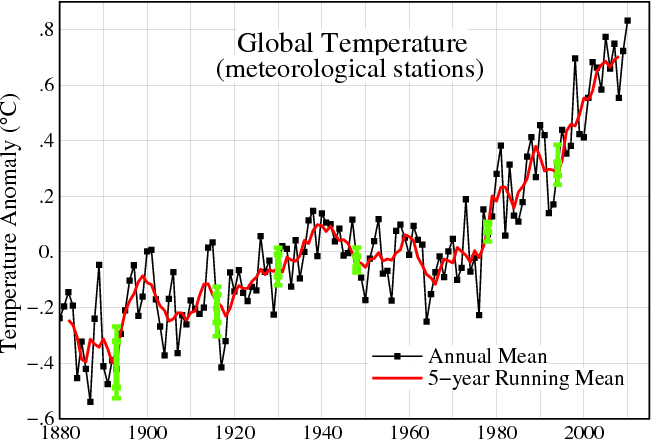 Global Temperature
(meteorological stations)
Temperature Anomaly (°C)
.8
.6
.4
.2
0.
−.2
−.4
−.6
Annual Mean
5−year Running Mean
1880 1900 1920 1940 1960 1980 2000